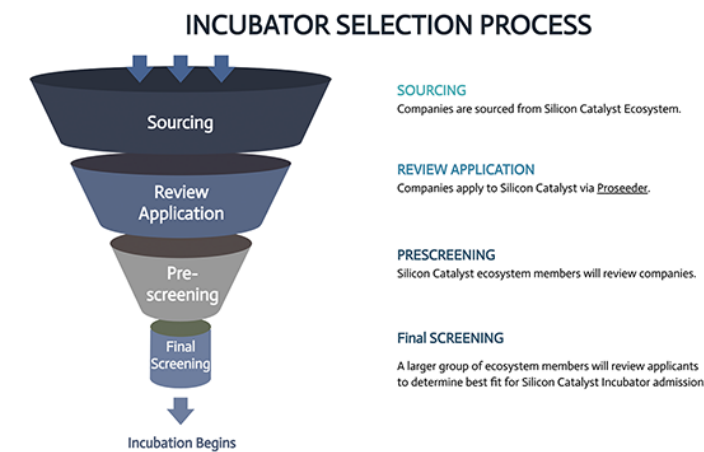 INCUBATOR SELECTION PROCESS
Sourcing
Review
Application
Pre-
screening
Final
Screening
Incubation Begins
SOURCING
Companies are sourced from Silicon Catalyst Ecosystem.
REVIEW APPLICATION
Companies apply to Silicon Catalyst via Proseeder.
PRESCREENING
Silicon Catalyst ecosystem members will review companies.
Final SCREENING
A larger group of ecosystem members will review applicants
to determine best fit for Silicon Catalyst Incubator admission